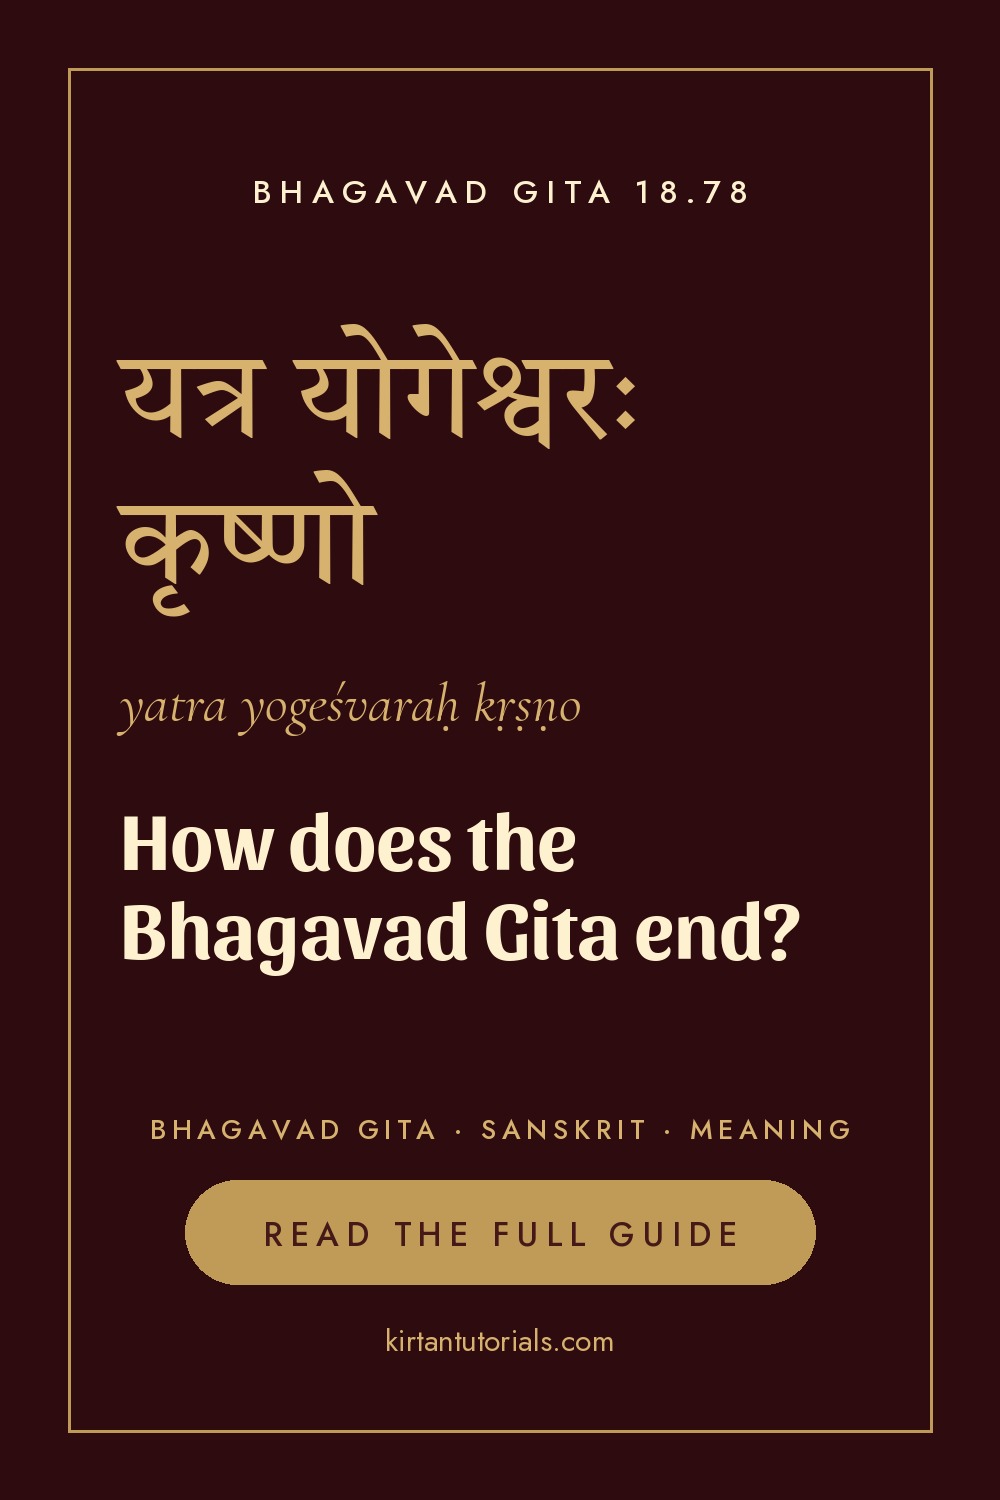 BHAGAVAD GITA 18.78
यत्र योगेश्वरः
कृष्णो
yatra yogeśvaraḥ kṛṣṇo
How does the
Bhagavad Gita end?
BHAGAVAD GITA · SANSKRIT · MEANING
READ THE FULL GUIDE
kirtantutorials.com